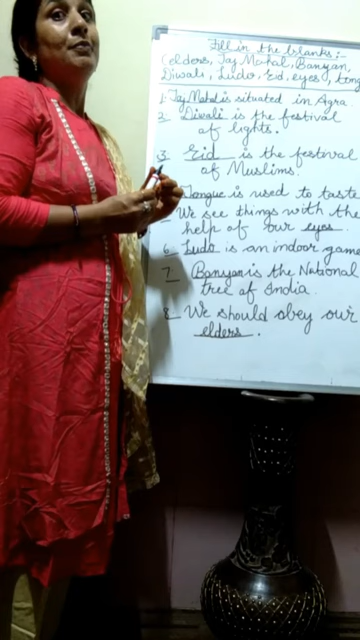 Fill in the blanks:
(elders, Taj Mahal, Banyan,
Diwali, Ludo, Eid, eyes, tong
1. Taj Mahal is situated in Agra
2. Diwali is the festival
of lights.
3. Eid is the festival
of Muslims.
Tongue is used to taste
We see things with the
help of our eyes.
6. Ludo is an indoor game
7. Banyan is the National
tree of India.
8. We should obey our
elders.